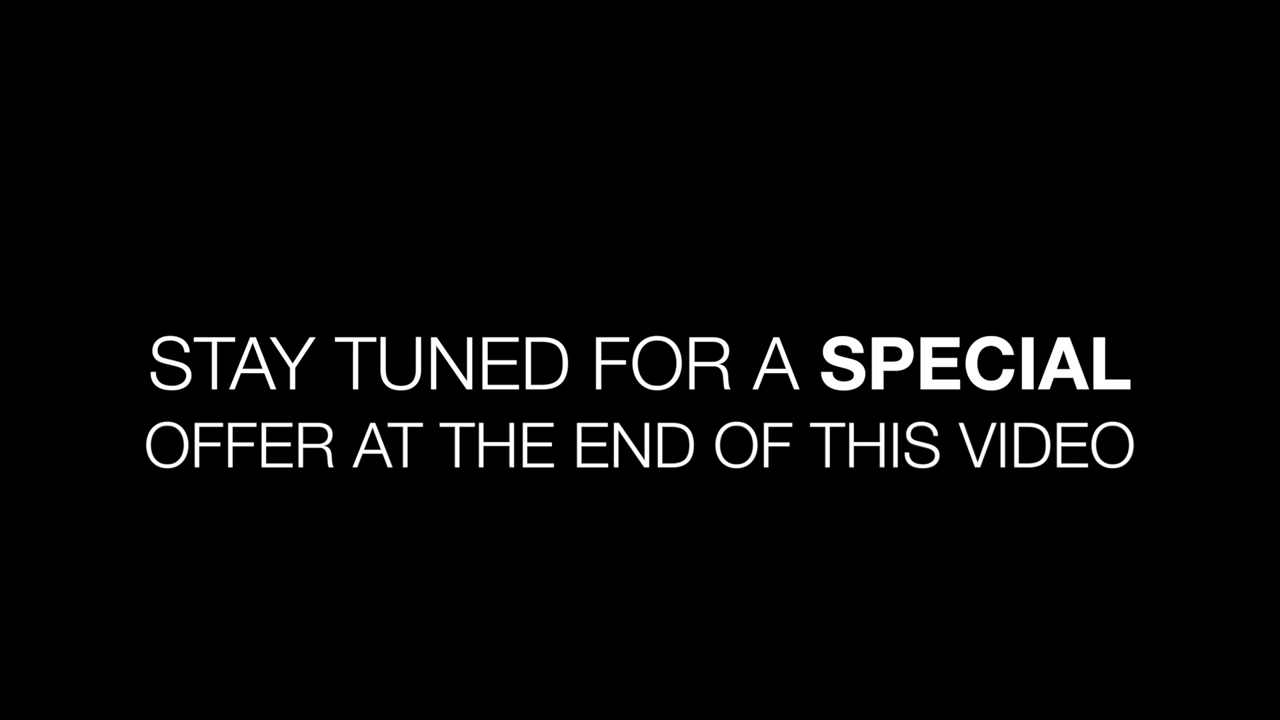 STAY TUNED FOR A SPECIAL
OFFER AT THE END OF THIS VIDEO